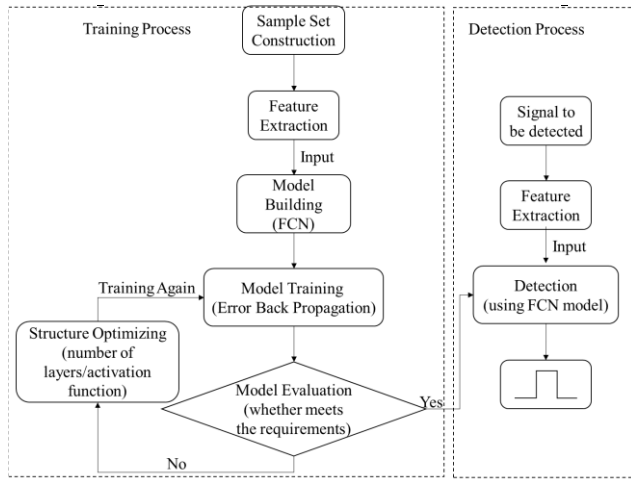 Training Process
Sample Set
Construction
Feature
Extraction
Input
Model
Building
(FCN)
Training Again
Model Training
(Error Back Propagation)
Structure Optimizing
(number of
layers/activation
function)
Model Evaluation
(whether meets
the requirements)
Yes
No
Detection Process
Signal to
be detected
Feature
Extraction
Input
Detection
(using FCN model)